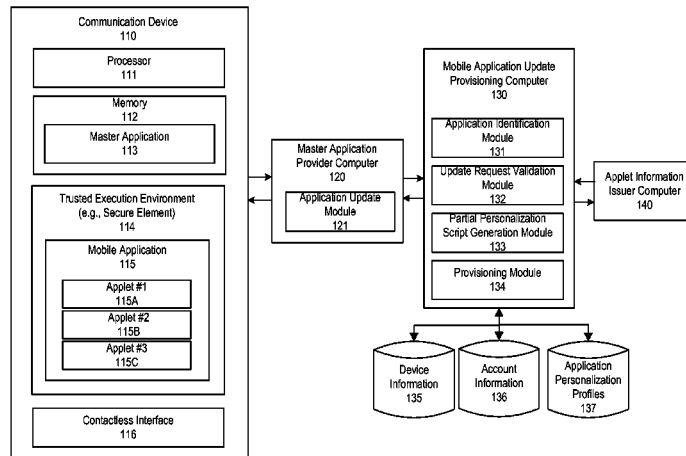 Communication Device
110
Processor
111
Memory
112
Master Application
113
Trusted Execution Environment
(e.g., Secure Element)
114
Mobile Application
115
Applet #1
115A
Applet #2
115B
Applet #3
115C
Contactless Interface
116
Master Application
Provider Computer
120
Application Update
Module
121
Mobile Application Update
Provisioning Computer
130
Application Identification
Module
131
Update Request Validation
Module
132
Partial Personalization
Script Generation Module
133
Provisioning Module
134
Device
Information
135
Account
Information
136
Application
Personalization
Profiles
137
Applet Information
Issuer Computer
140